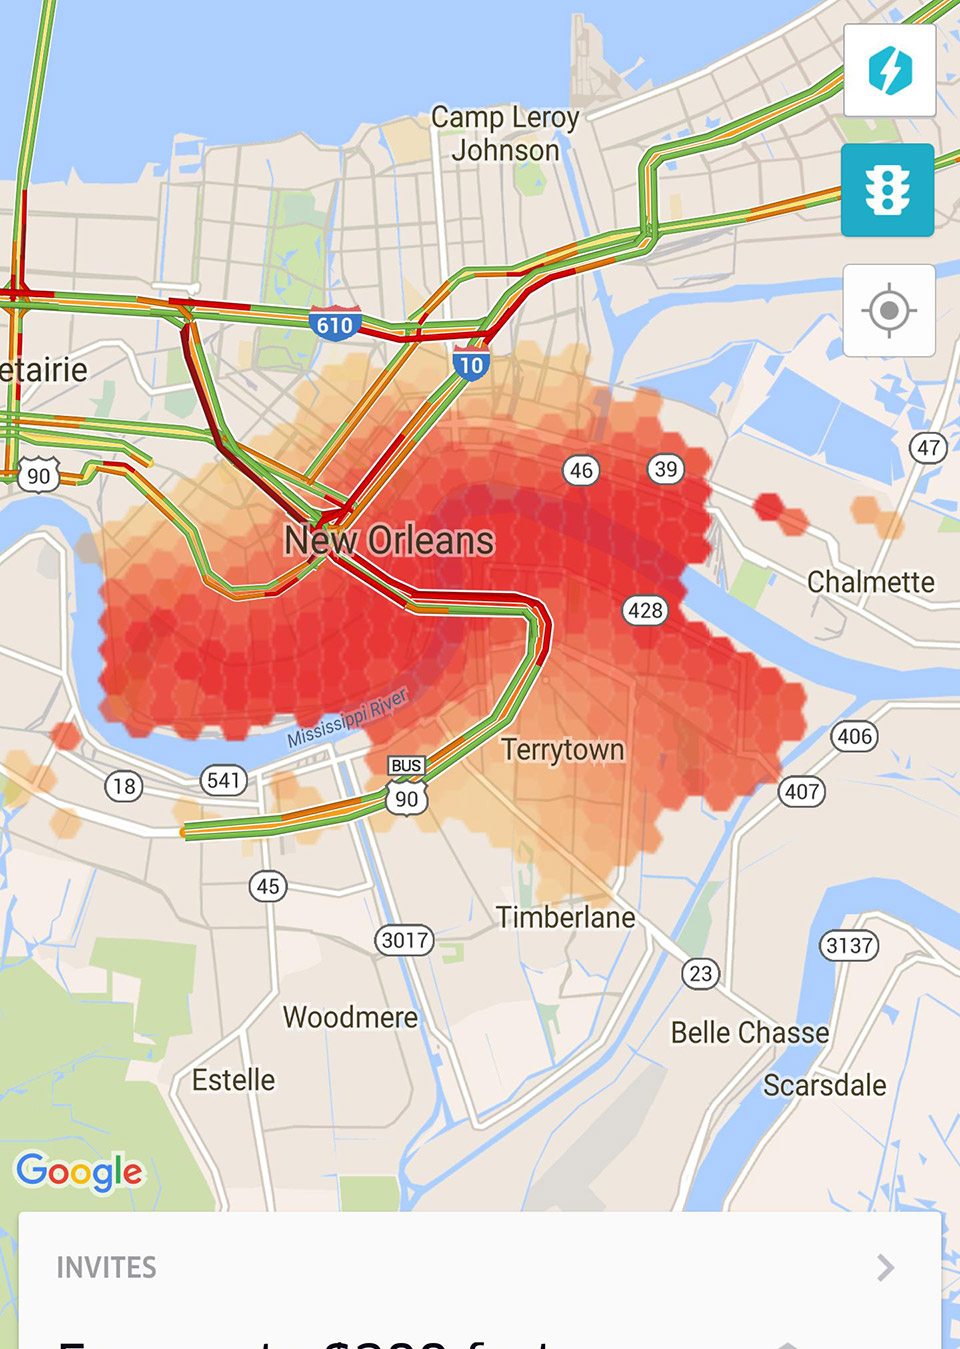 Camp Leroy
Johnson
610
10
etairie
47
46
39
90
New Orleans
Chalmette
428
Mississippi River
Terrytown
406
BUS
18
541
90
407
45
Timberlane
3017
3137
23
Woodmere
Belle Chasse
Estelle
Scarsdale
Google
INVITES